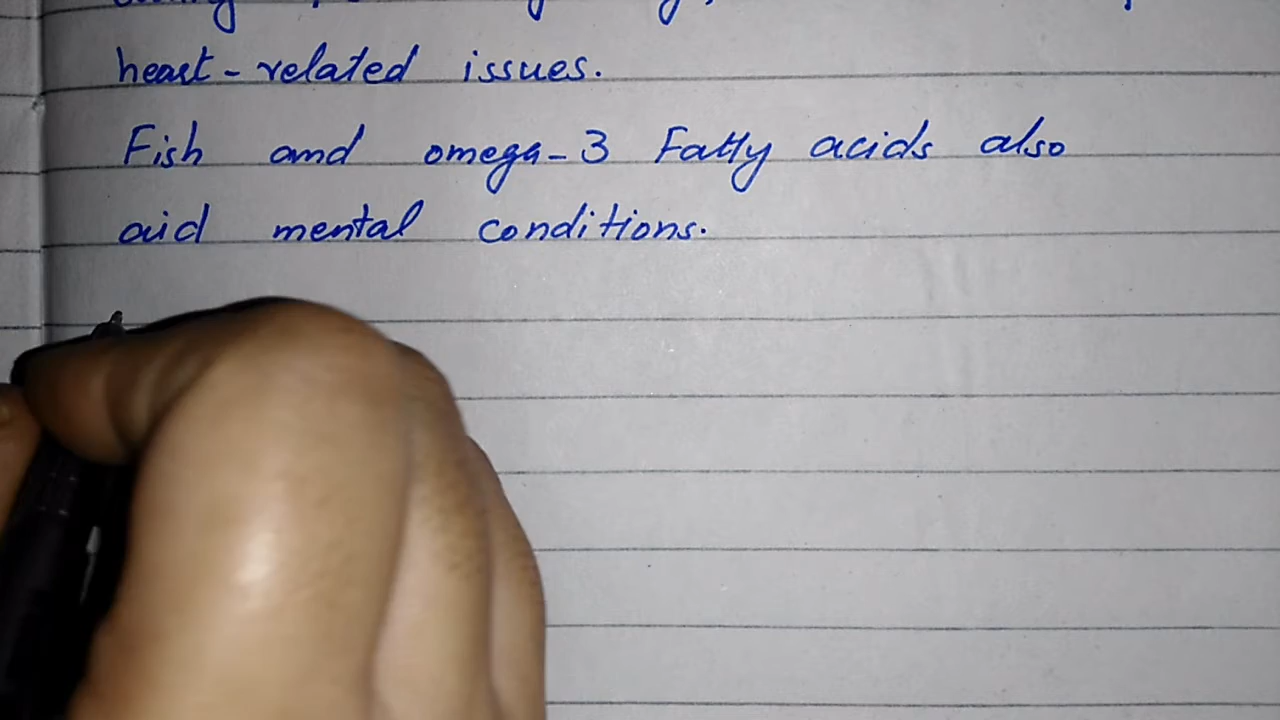 heart-related issues.
Fish and omega-3 Fatty acids also
aid mental conditions.